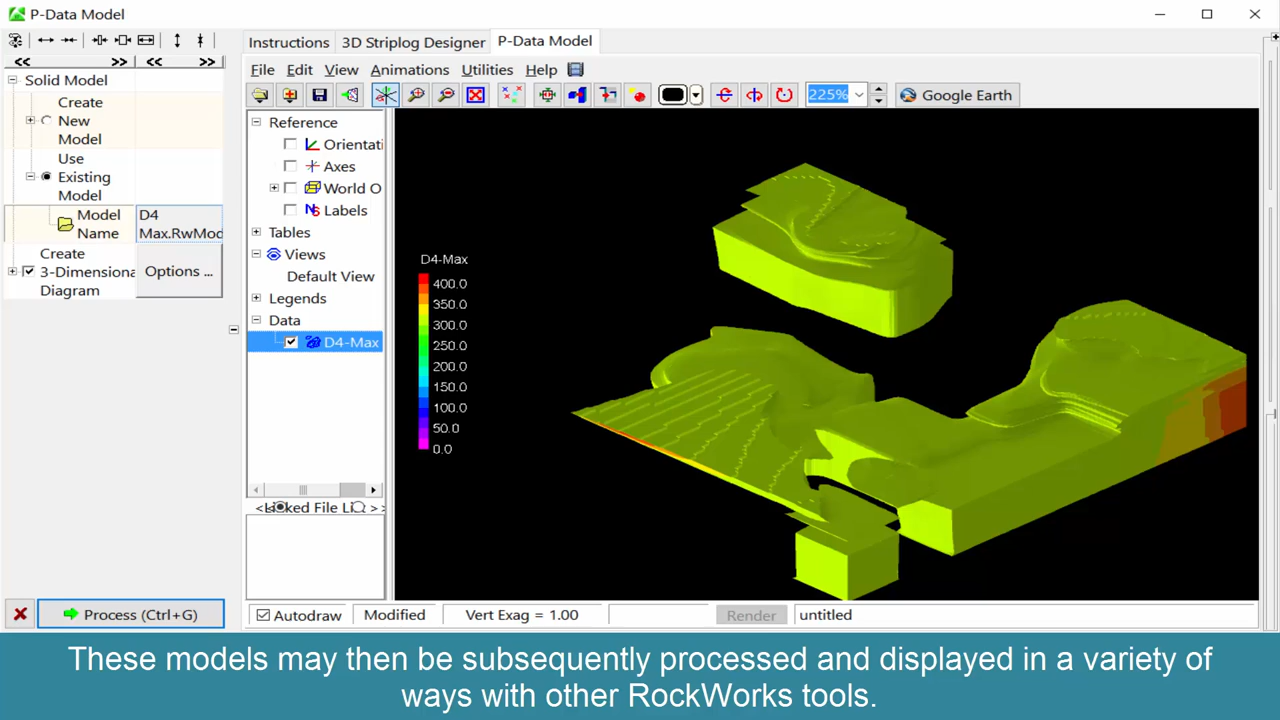 P-Data Model
<< >> << >>
Instructions 3D Striplog Designer P-Data Model
File Edit View Animations Utilities Help
225% Google Earth
Solid Model
Create
New
Model
Use
Existing
Model
Model
Name
D4
Max.RwMod
Create
3-Dimensiona
Diagram
Options ...
Reference
Orientati
Axes
World O
Labels
Tables
Views
Default View
Legends
Data
D4-Max
<Linked File Li > >
D4-Max
400.0
350.0
300.0
250.0
200.0
150.0
100.0
50.0
0.0
Process (Ctrl+G)
Autodraw Modified Vert Exag = 1.00 Render untitled
These models may then be subsequently processed and displayed in a variety of
ways with other RockWorks tools.